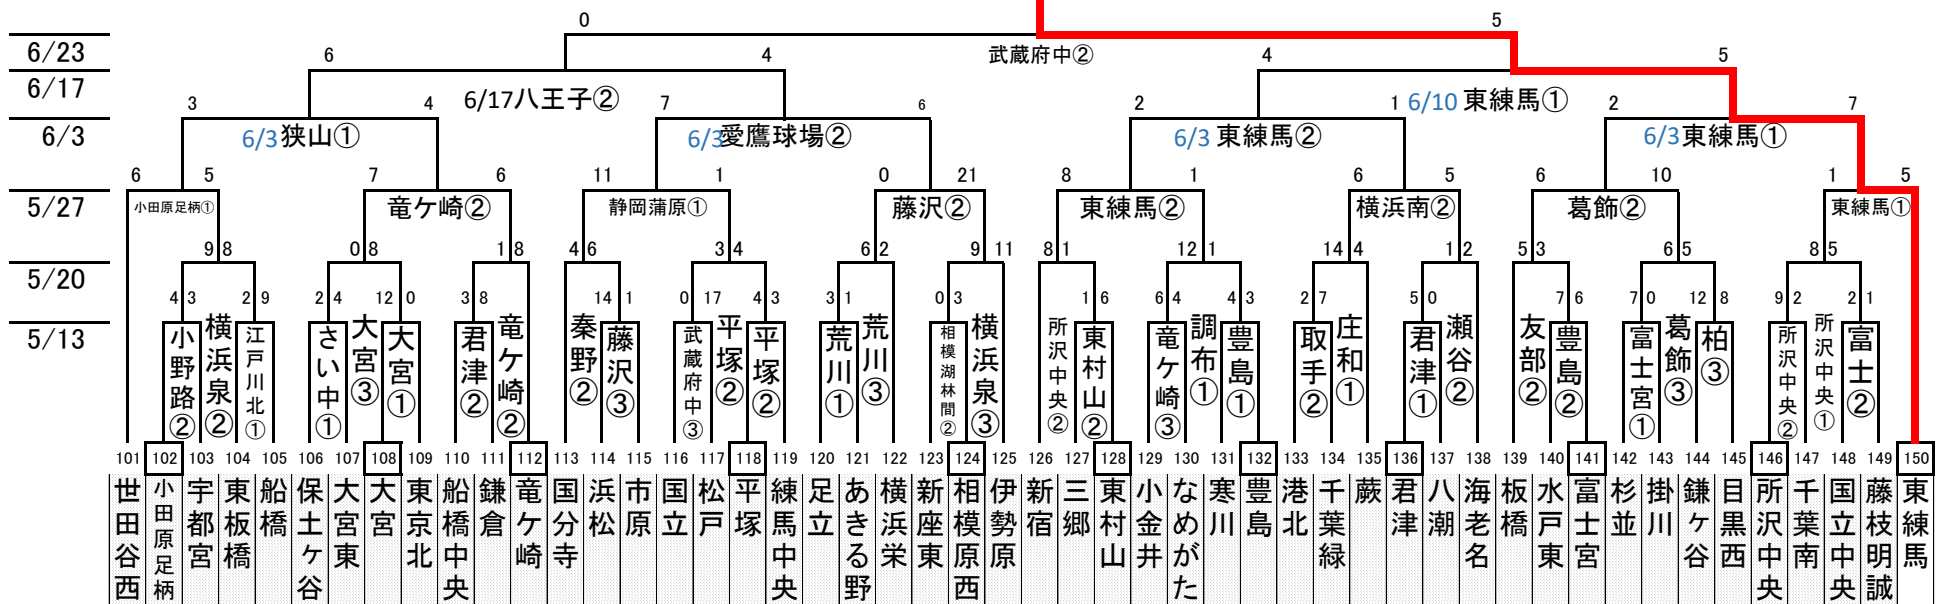 0 5
6/23 6 4 武蔵府中② 4 5
6/17 3 4 6/17八王子② 7 6 2 1 6/10 東練馬① 2 7
6/3 6/3狭山① 6/3愛鷹球場② 6/3 東練馬② 6/3東練馬①
6 5 7 6 11 1 0 21 8 1 6 5 6 10 1 5
5/27 小田原足柄① 竜ケ崎② 静岡蒲原① 藤沢② 東練馬② 横浜南② 葛飾② 東練馬①
9 8 0 8 1 8 4 6 3 4 6 2 9 11 8 1 12 1 14 4 1 2 5 3 6 5 8 5
5/20
4 3 2 9 2 4 12 0 3 8 14 1 0 17 4 3 3 1 0 3 1 6 6 4 4 3 2 7 5 0 7 6 7 0 12 8 9 2 2 1
5/13
小野路②
横浜泉②
江戸川北①
さい中①
大宮③
大宮①
君津②
竜ケ崎②
秦野②
藤沢③
武蔵府中③
平塚②
平塚②
荒川①
荒川③
相模湖林間②
横浜泉③
所沢中央②
東村山②
竜ケ崎③
調布①
豊島①
取手②
庄和①
君津①
瀬谷②
友部②
豊島②
富士宮①
葛飾③
柏③
所沢中央②
所沢中央①
富士②
101 102 103 104 105 106 107 108 109 110 111 112 113 114 115 116 117 118 119 120 121 122 123 124 125 126 127 128 129 130 131 132 133 134 135 136 137 138 139 140 141 142 143 144 145 146 147 148 149 150
世田谷西
小田原足柄
宇都宮
東板橋
船橋
保土ヶ谷
大宮東
大宮
東京北
船橋中央
鎌倉
竜ケ崎
国分寺
浜松
市原
国立
松戸
平塚
練馬中央
足立
あきる野
横浜栄
新座東
相模原西
伊勢原
新宿
三郷
東村山
小金井
なめがた
寒川
豊島
港北
千葉緑
蕨
君津
八潮
海老名
板橋
水戸東
富士宮
杉並
掛川
鎌ヶ谷
目黒西
所沢中央
千葉南
国立中央
藤枝明誠
東練馬